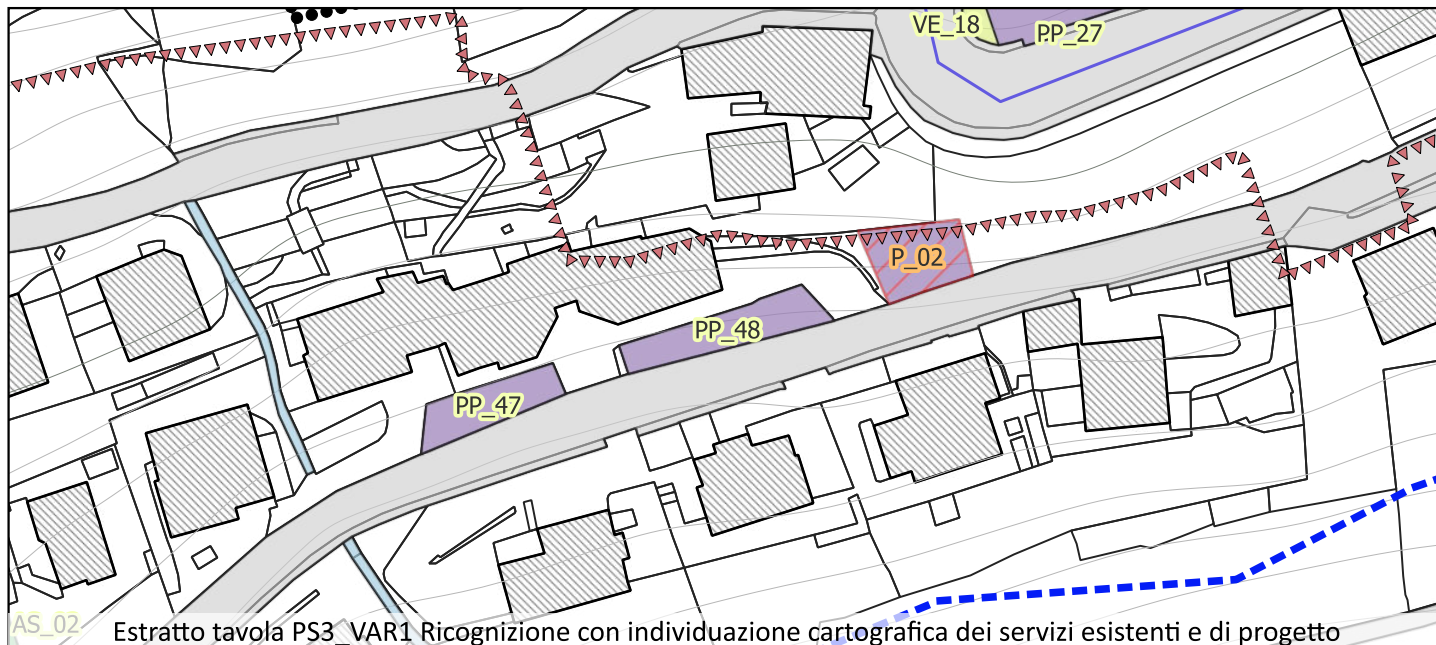 VE_18
PP_27
P_02
PP_48
PP_47
AS_02
Estratto tavola PS3_VAR1 Ricognizione con individuazione cartografica dei servizi esistenti e di progetto